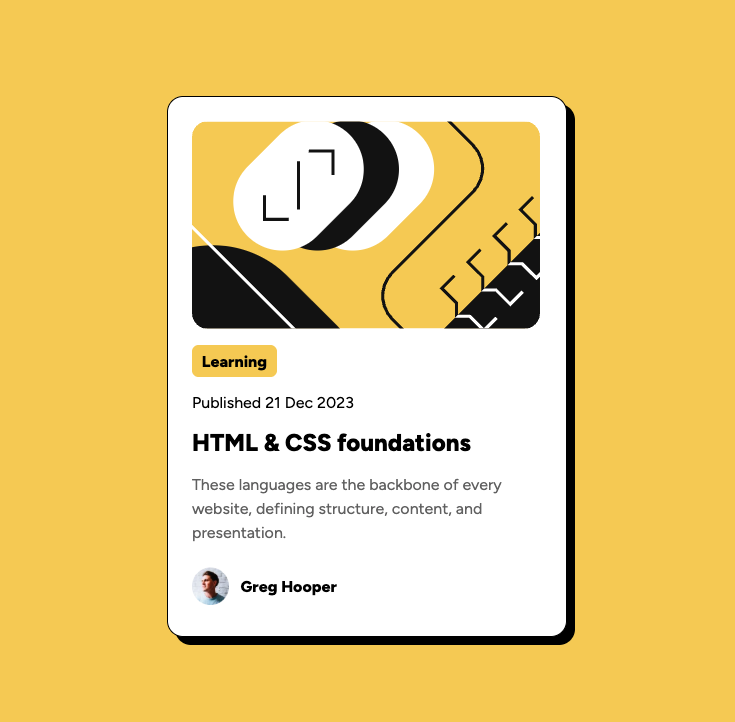 Learning
Published 21 Dec 2023
HTML & CSS foundations
These languages are the backbone of every
website, defining structure, content, and
presentation.
Greg Hooper